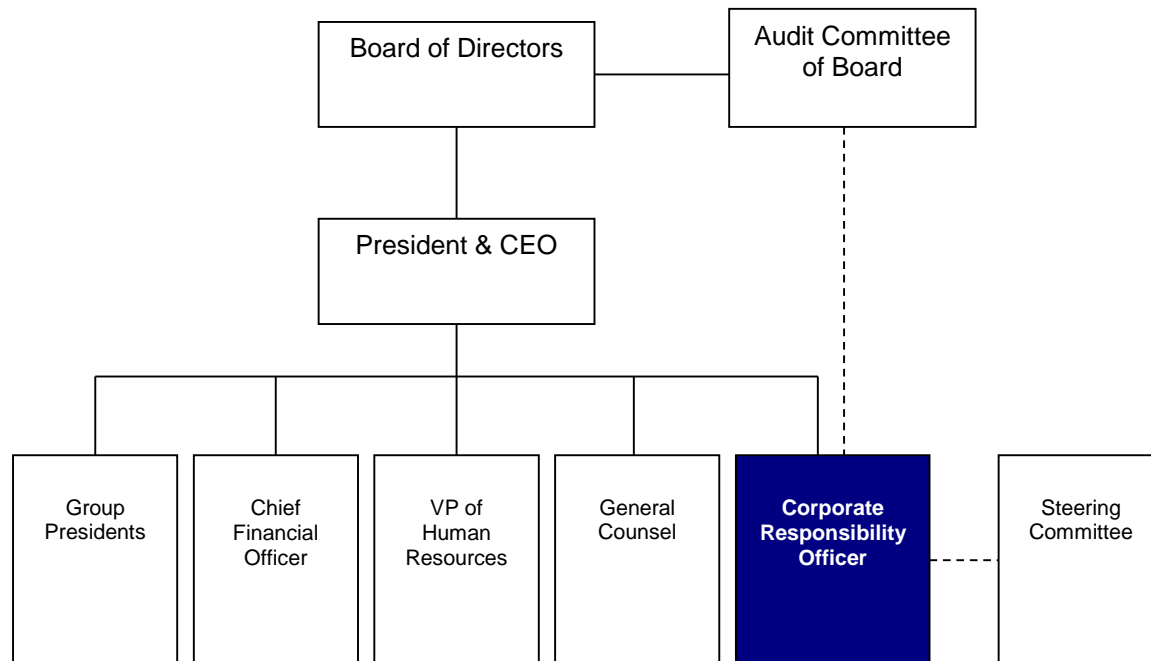 Board of Directors
Audit Committee
of Board
President & CEO
Group
Presidents
Chief
Financial
Officer
VP of
Human
Resources
General
Counsel
Corporate
Responsibility
Officer
Steering
Committee